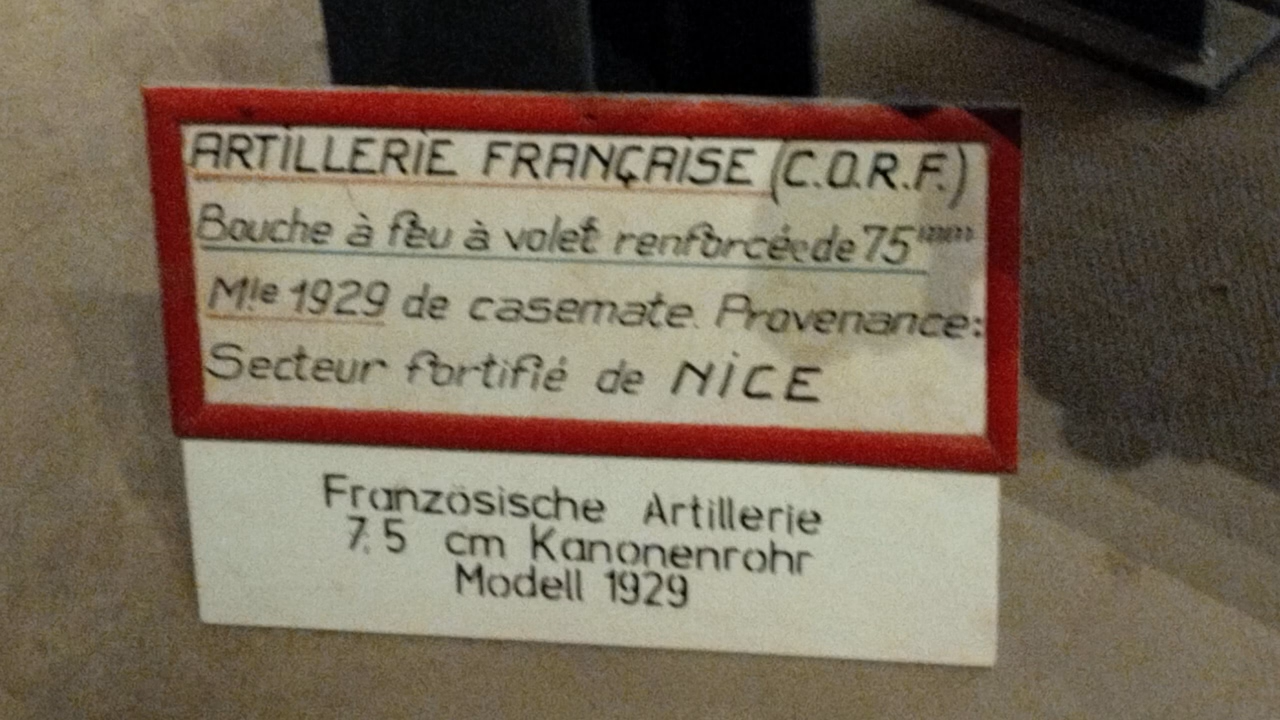 ARTILLERIE FRANÇAISE (C.O.R.F.)
Bouche à feu à volet renforcée de 75mm
Mle 1929 de casemate. Provenance:
Secteur fortifié de NICE
Französische Artillerie
7.5 cm Kanonenrohr
Modell 1929